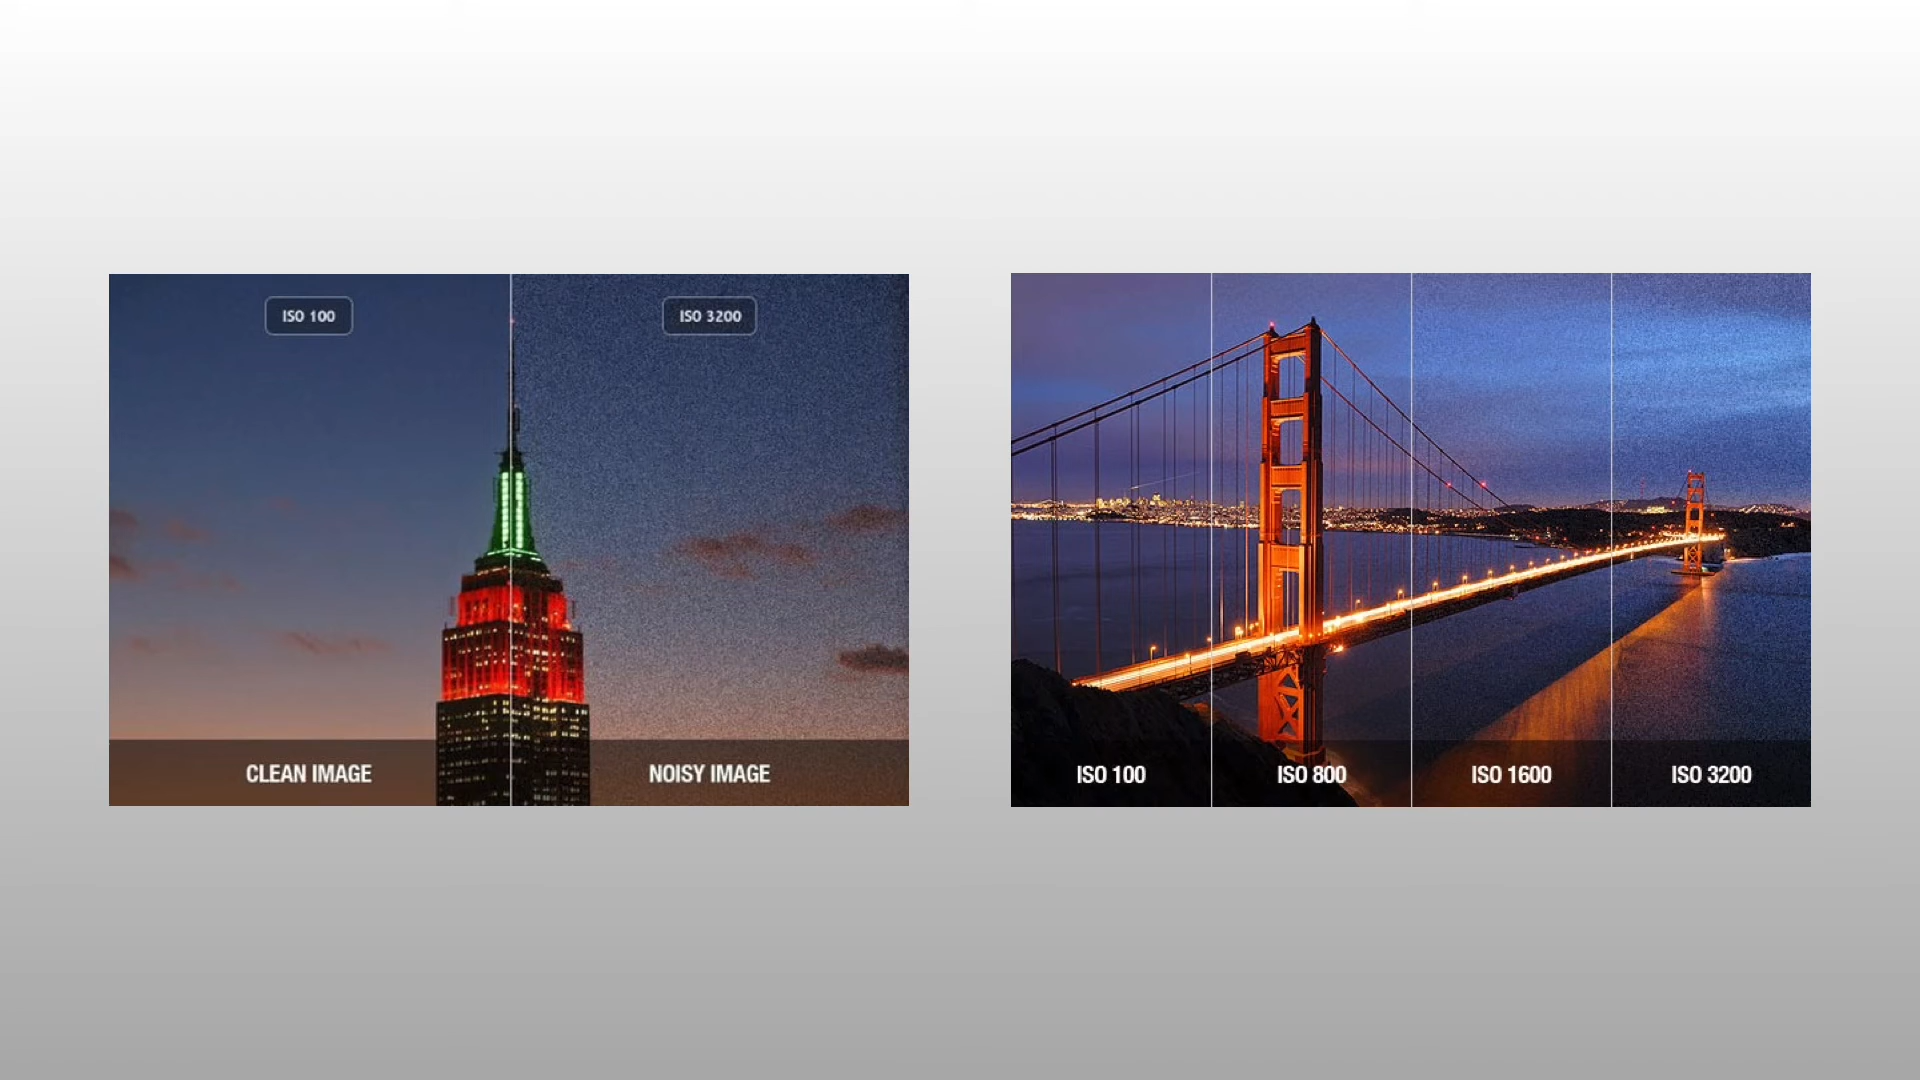 ISO 100
ISO 3200
CLEAN IMAGE
NOISY IMAGE
ISO 100
ISO 800
ISO 1600
ISO 3200